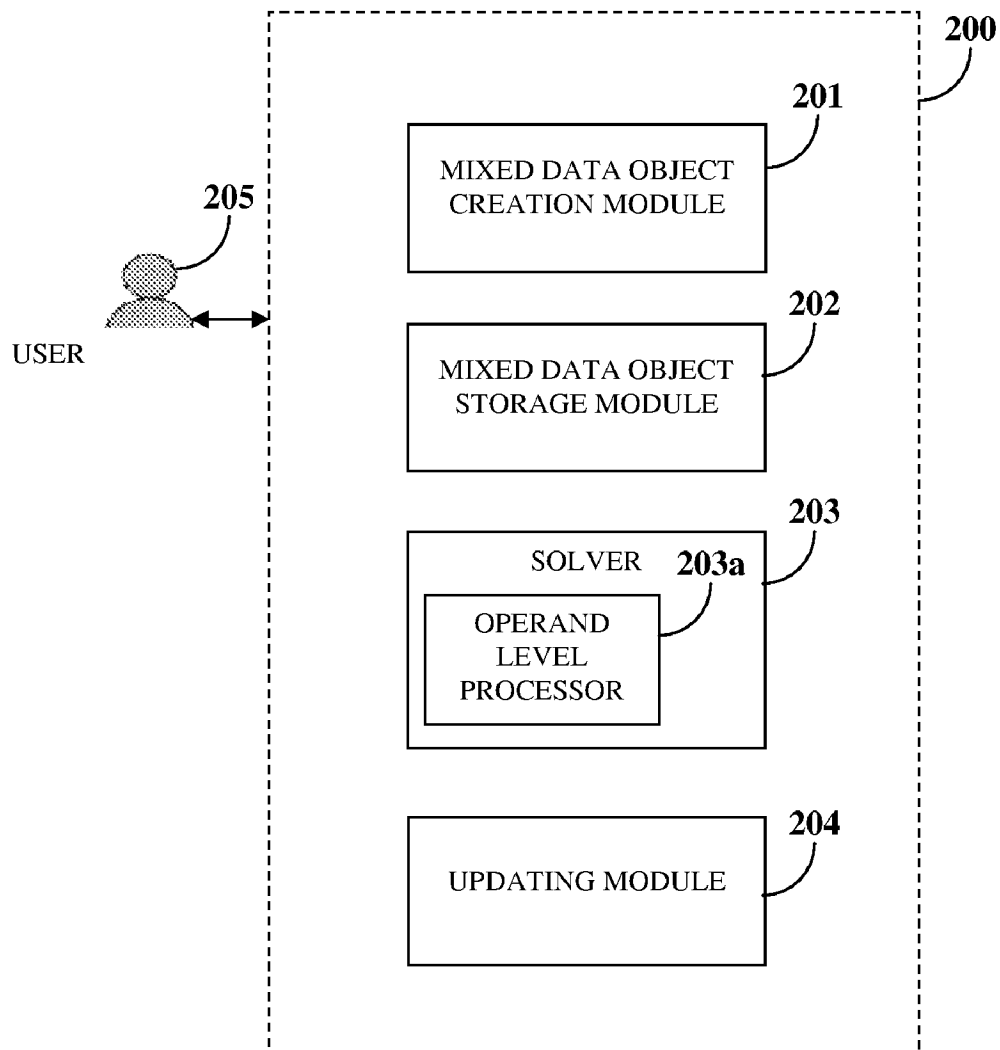 200
201
MIXED DATA OBJECT
CREATION MODULE
205
USER
202
MIXED DATA OBJECT
STORAGE MODULE
203
SOLVER
203a
OPERAND
LEVEL
PROCESSOR
204
UPDATING MODULE